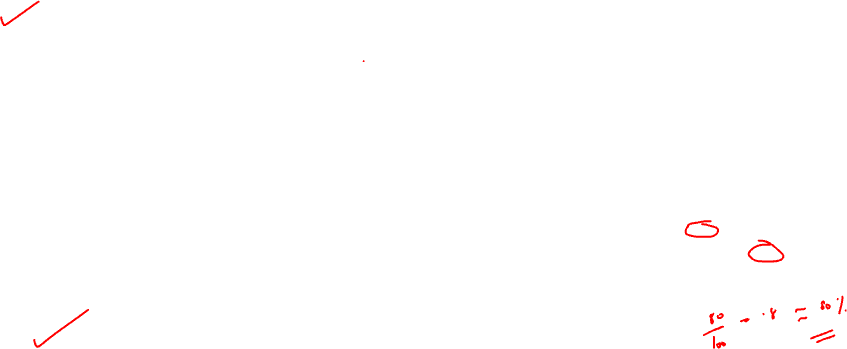 80/100 = .8 = 80%